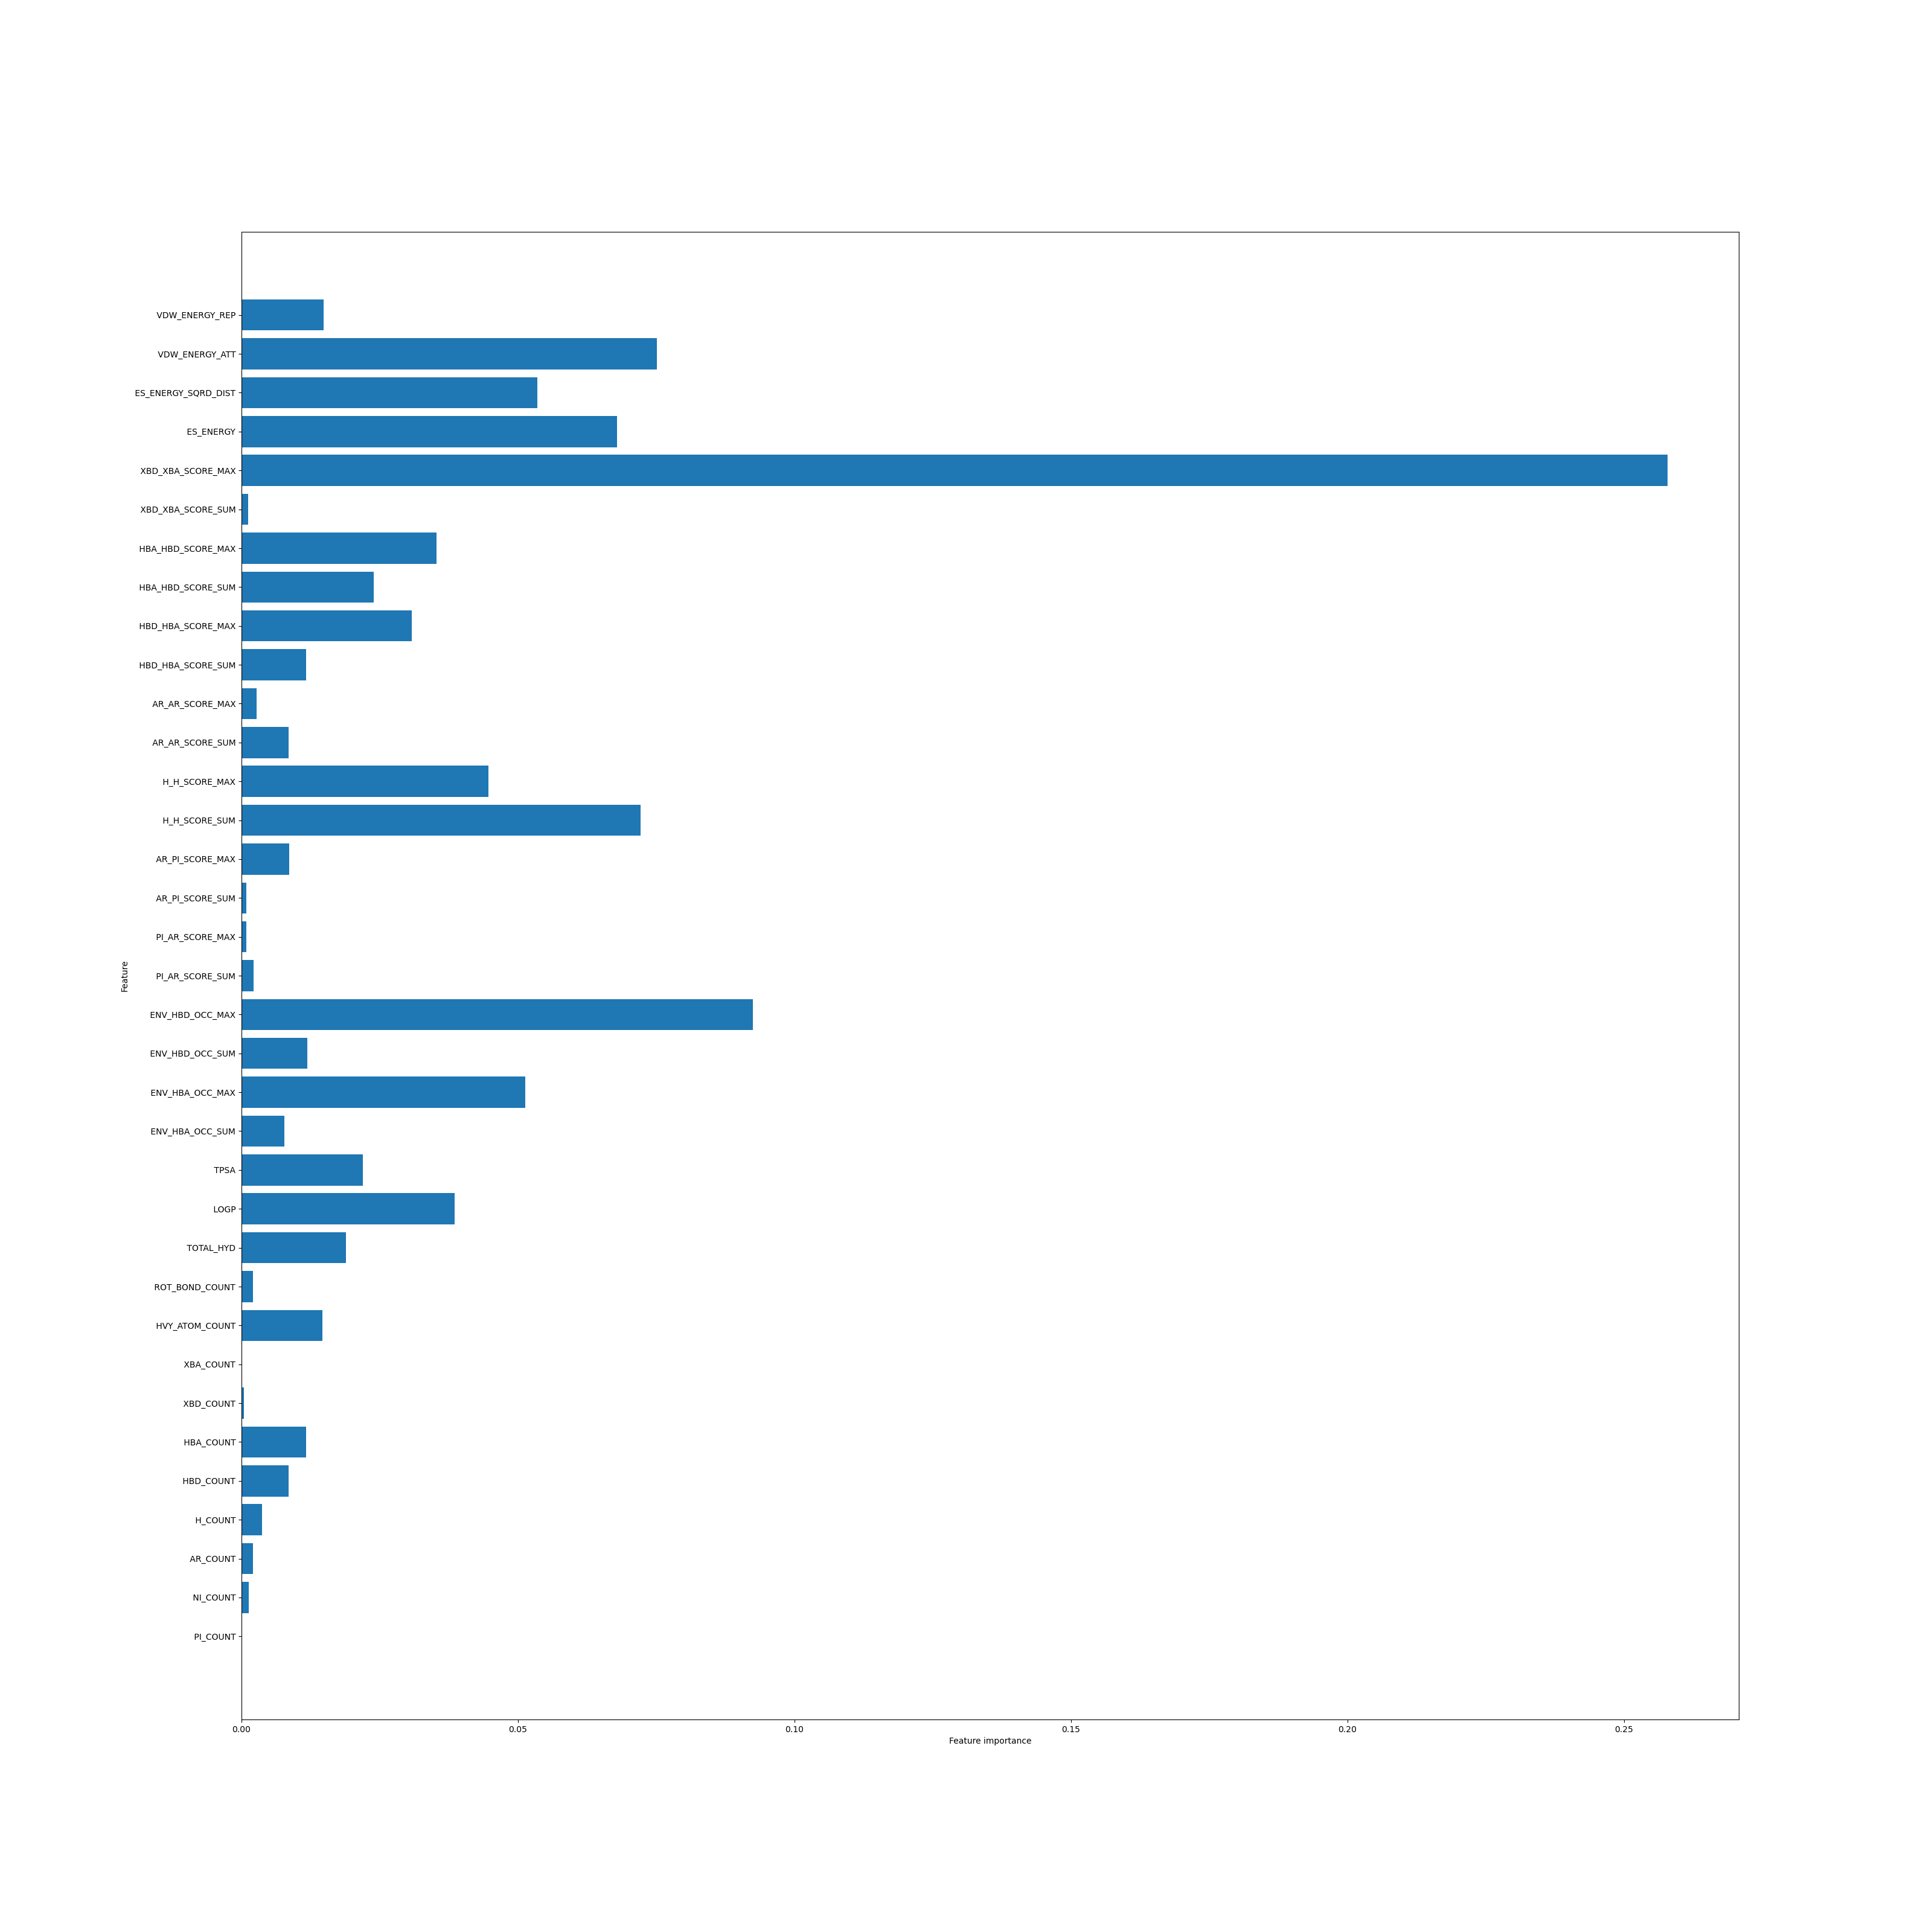 VDW_ENERGY_REP
VDW_ENERGY_ATT
ES_ENERGY_SQRD_DIST
ES_ENERGY
XBD_XBA_SCORE_MAX
XBD_XBA_SCORE_SUM
HBA_HBD_SCORE_MAX
HBA_HBD_SCORE_SUM
HBD_HBA_SCORE_MAX
HBD_HBA_SCORE_SUM
AR_AR_SCORE_MAX
AR_AR_SCORE_SUM
H_H_SCORE_MAX
H_H_SCORE_SUM
AR_PI_SCORE_MAX
AR_PI_SCORE_SUM
PI_AR_SCORE_MAX
PI_AR_SCORE_SUM
ENV_HBD_OCC_MAX
ENV_HBD_OCC_SUM
ENV_HBA_OCC_MAX
ENV_HBA_OCC_SUM
TPSA
LOGP
TOTAL_HYD
ROT_BOND_COUNT
HVY_ATOM_COUNT
XBA_COUNT
XBD_COUNT
HBA_COUNT
HBD_COUNT
H_COUNT
AR_COUNT
NI_COUNT
PI_COUNT
Feature
0.00 0.05 0.10 0.15 0.20 0.25
Feature importance